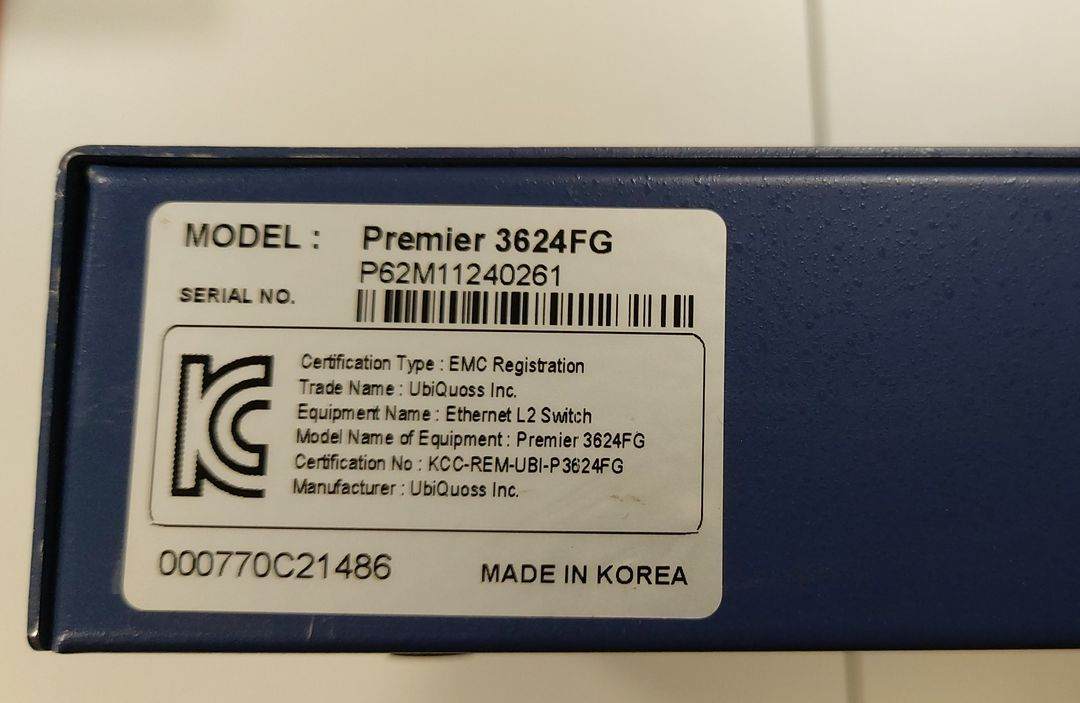 MODEL : Premier 3624FG
P62M11240261
SERIAL NO.
KC
Certification Type : EMC Registration
Trade Name : UbiQuoss Inc.
Equipment Name : Ethernet L2 Switch
Model Name of Equipment : Premier 3624FG
Certification No : KCC-REM-UBI-P3624FG
Manufacturer : UbiQuoss Inc.
000770C21486
MADE IN KOREA